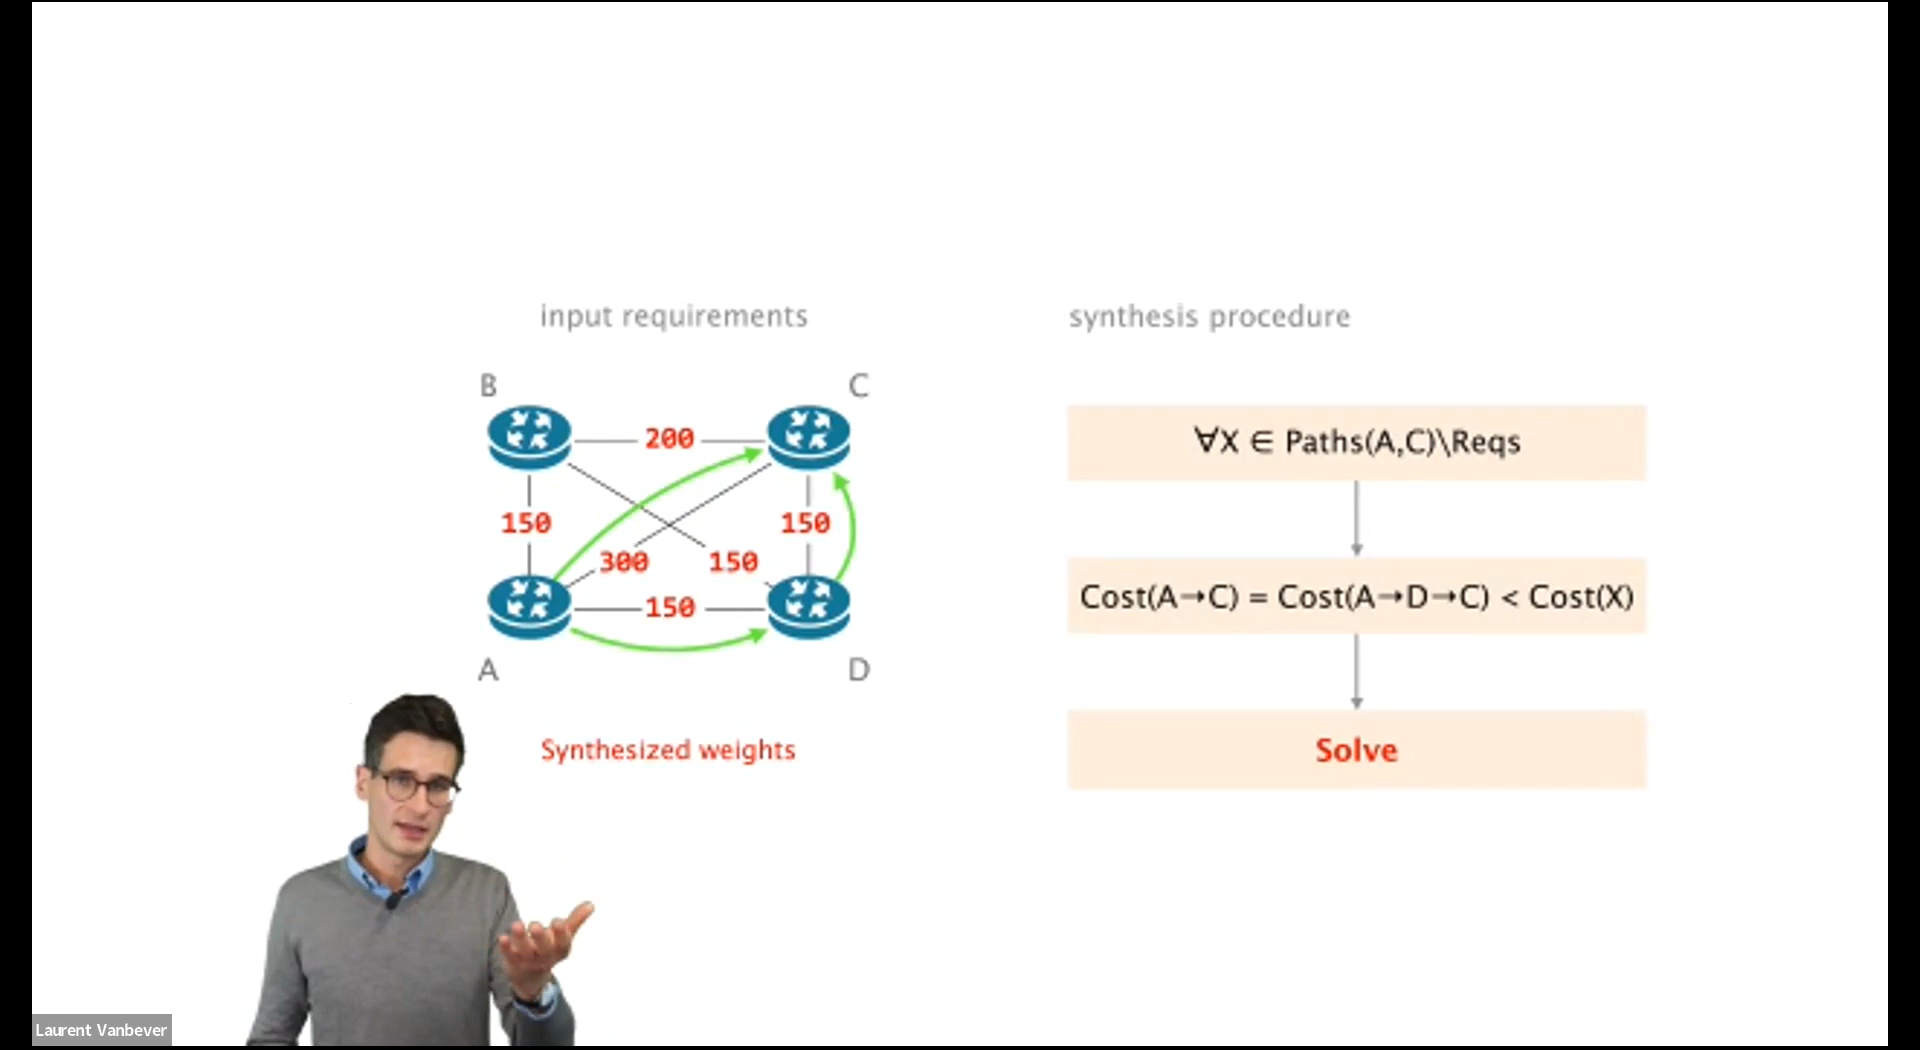 input requirements
synthesis procedure
B
C
200
∀X ∈ Paths(A,C)\Reqs
150
150
300
150
150
Cost(A→C) = Cost(A→D→C) < Cost(X)
A
D
Synthesized weights
Solve
Laurent Vanbever